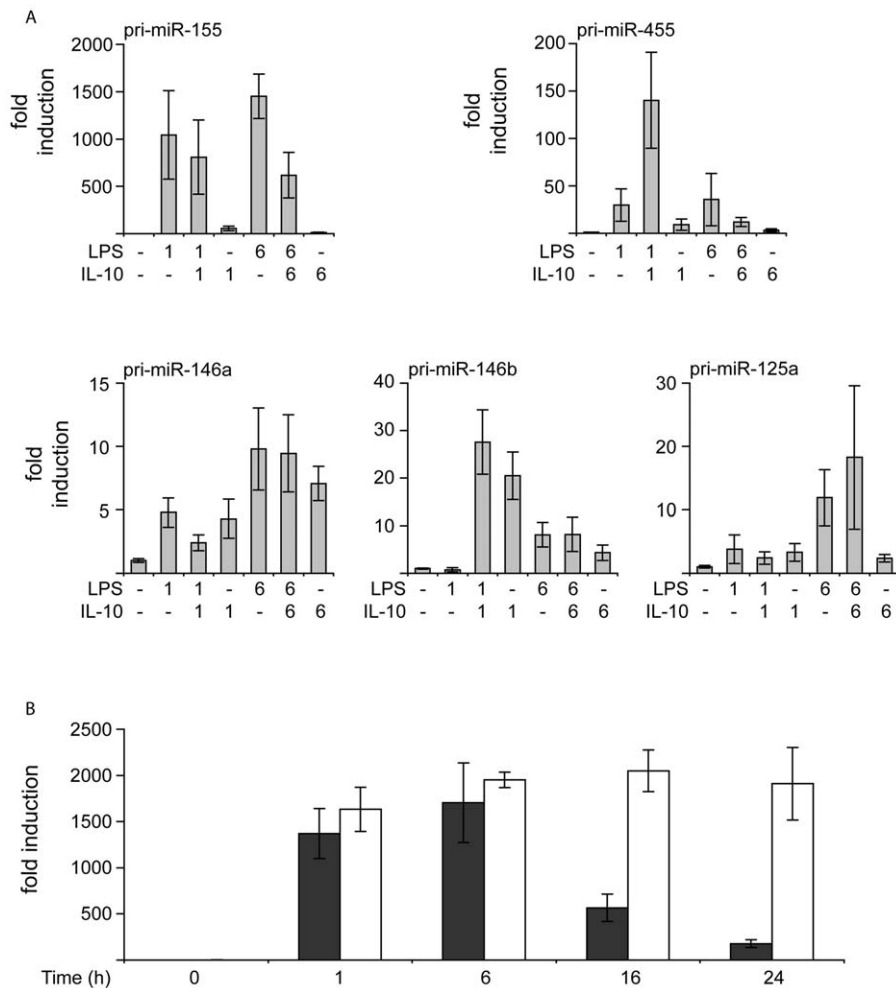 A
pri-miR-155
fold induction
2000
1500
1000
500
LPS - 1 1 - 6 6 -
IL-10 - - 1 1 - 6 6
pri-miR-455
fold induction
200
150
100
50
LPS - 1 1 - 6 6 -
IL-10 - - 1 1 - 6 6
pri-miR-146a
fold induction
15
10
5
LPS - 1 1 - 6 6 -
IL-10 - - 1 1 - 6 6
pri-miR-146b
40
30
20
10
LPS - 1 1 - 6 6 -
IL-10 - - 1 1 - 6 6
pri-miR-125a
30
20
10
LPS - 1 1 - 6 6 -
IL-10 - - 1 1 - 6 6
B
fold induction
2500
2000
1500
1000
500
Time (h) 0 1 6 16 24